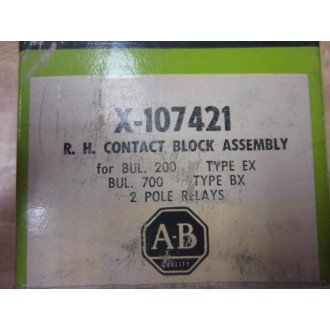 X-107421
R. H. CONTACT BLOCK ASSEMBLY
for BUL. 200 TYPE EX
BUL. 700 TYPE BX
2 POLE RELAYS
A-B
QUALITY